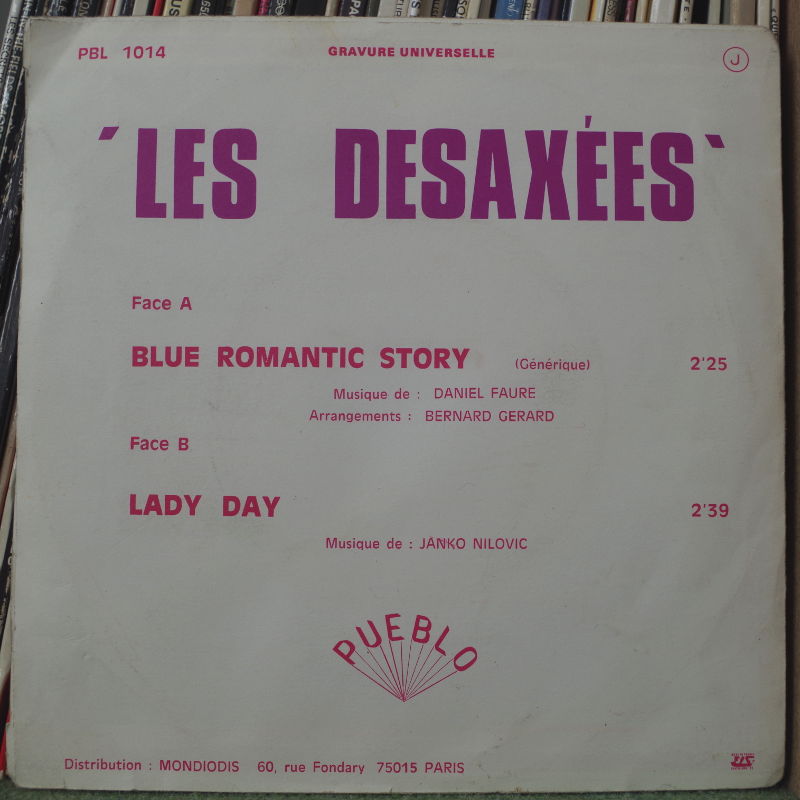 PBL 1014 GRAVURE UNIVERSELLE J
'LES DESAXÉES'
Face A
BLUE ROMANTIC STORY (Générique) 2'25
Musique de : DANIEL FAURE
Arrangements : BERNARD GERARD
Face B
LADY DAY 2'39
Musique de : JANKO NILOVIC
PUEBLO
Distribution : MONDIODIS 60, rue Fondary 75015 PARIS